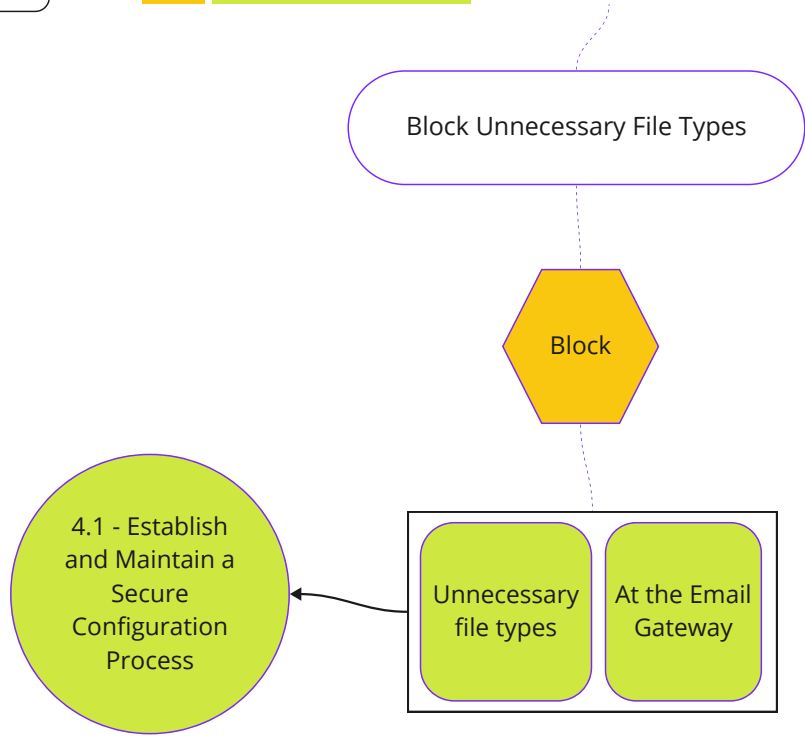 Block Unnecessary File Types
Block
4.1 - Establish
and Maintain a
Secure
Configuration
Process
Unnecessary
file types
At the Email
Gateway